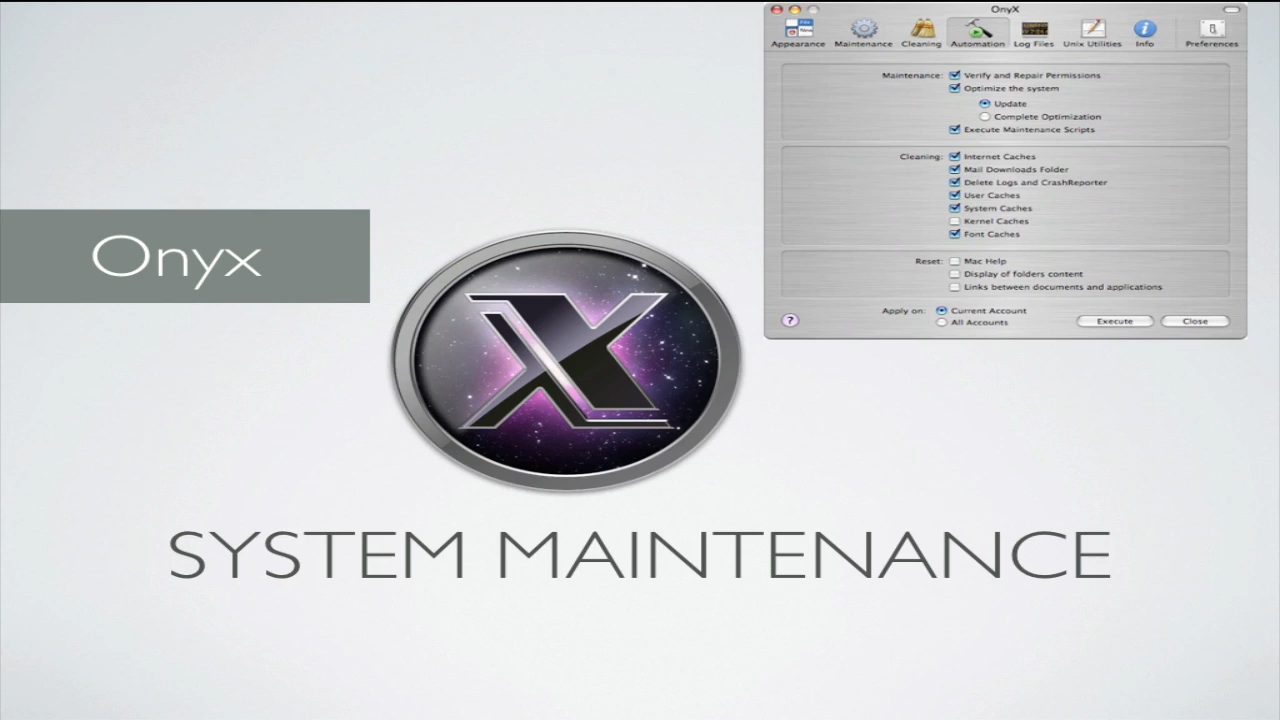 OnyX
Appearance Maintenance Cleaning Automation Log Files Unix Utilities Info Preferences
Maintenance: Verify and Repair Permissions
Optimize the system
Update
Complete Optimization
Execute Maintenance Scripts
Cleaning: Internet Caches
Mail Downloads Folder
Delete Logs and CrashReporter
User Caches
System Caches
Kernel Caches
Font Caches
Reset: Mac Help
Display of folders content
Links between documents and applications
Apply on: Current Account
All Accounts
? Execute Close
Onyx
X
SYSTEM MAINTENANCE